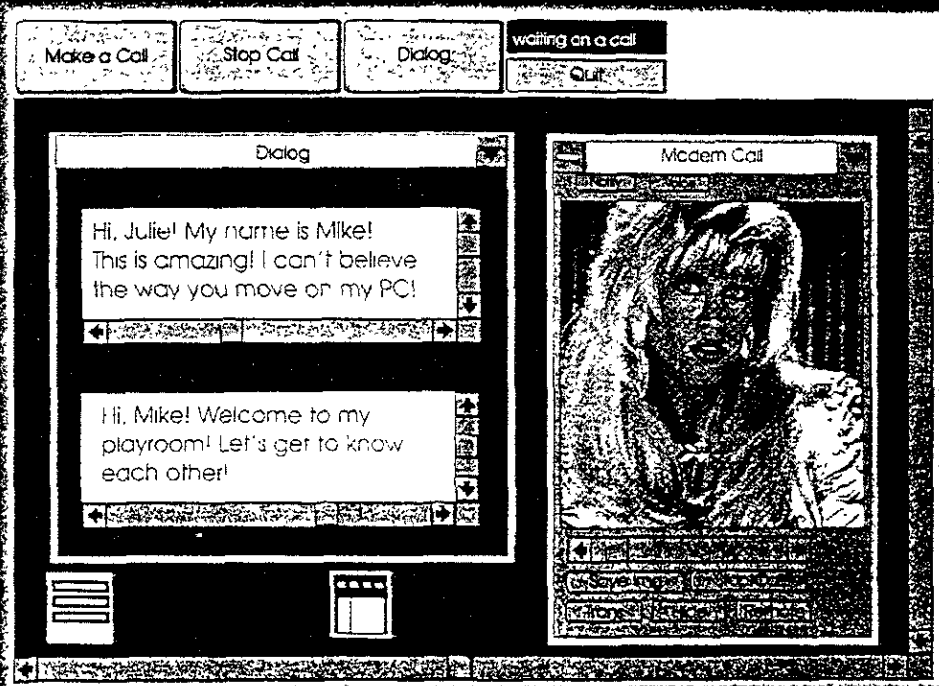 Make a Call
Stop Call
Dialog
waiting on a call
Quit
Dialog
Modem Call
Hi, Julie! My name is Mike!
This is amazing! I can't believe
the way you move on my PC!
Hi, Mike! Welcome to my
playroom! Let's get to know
each other!
Save Image
Remote